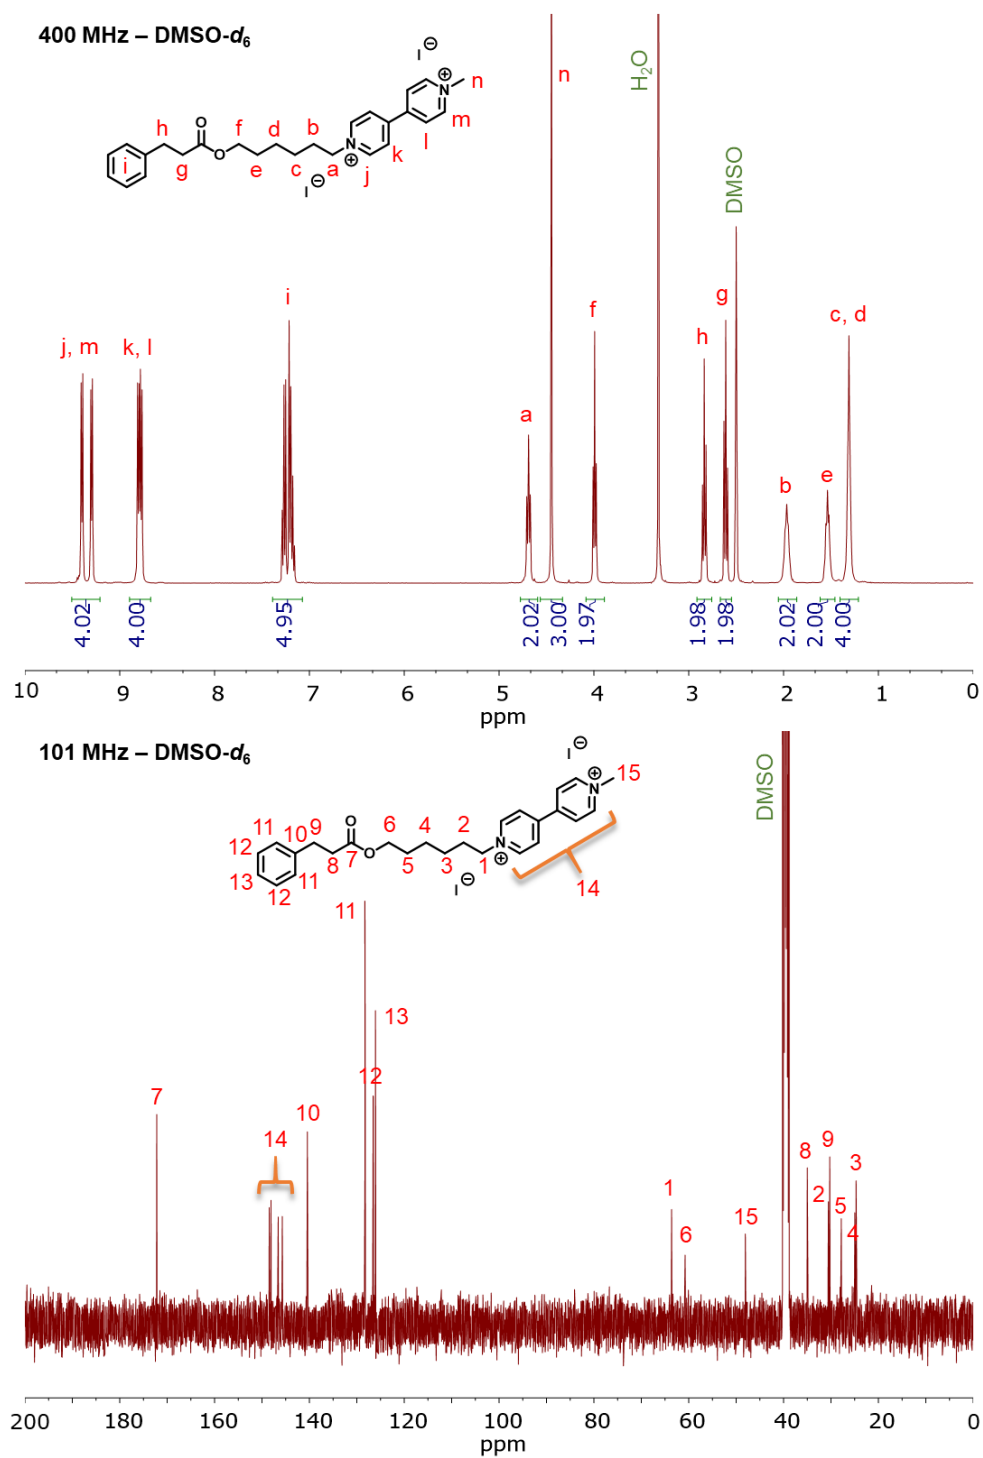 400 MHz – DMSO-d6
I⊖
n
⊕
N
m
l
h
O
f
d
b
N
⊕
k
i
g
O
e
c
a
j
I⊖
n
H2O
DMSO
i
f
g
h
c, d
j, m
k, l
a
b
e
4.02
4.00
4.95
2.02
3.00
1.97
1.98
1.98
2.02
2.00
4.00
10 9 8 7 6 5 4 3 2 1 0
ppm
101 MHz – DMSO-d6
I⊖
DMSO
⊕
N
15
11
10
9
O
6
4
2
12
7
O
N
⊕
13
11
8
5
3
1
12
I⊖
14
11
13
12
7
10
14
9
8
3
1
2
15
5
6
4
200 180 160 140 120 100 80 60 40 20 0
ppm